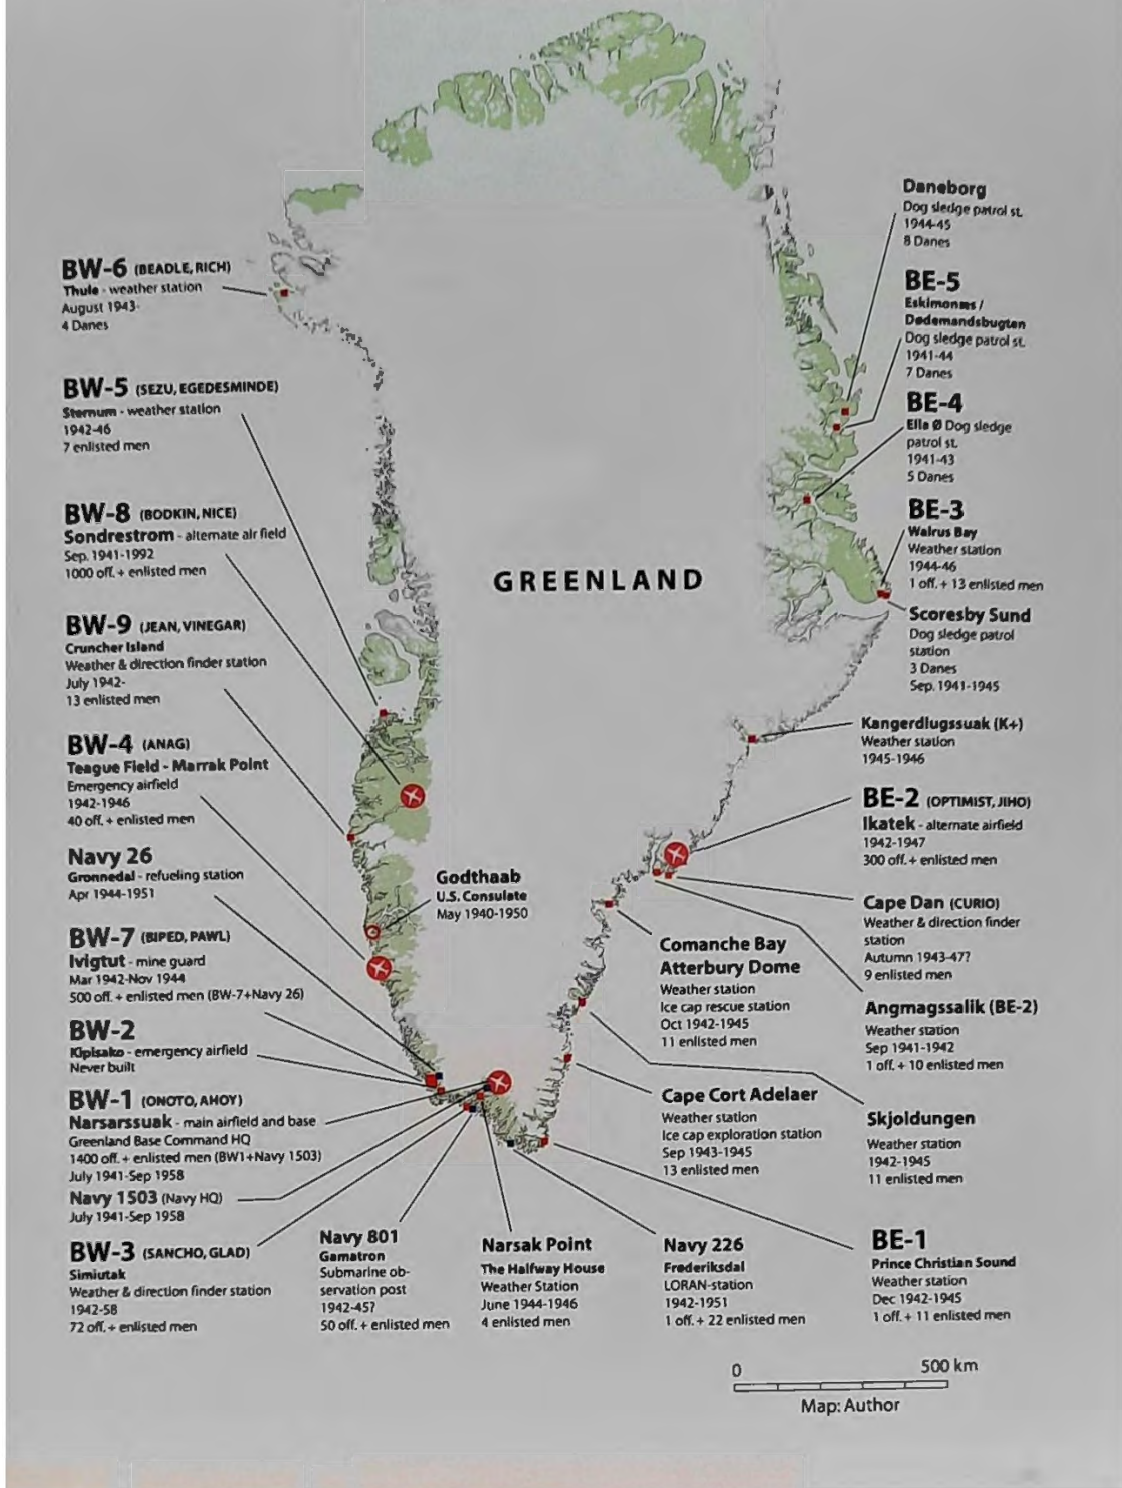 BW-6 (BEADLE, RICH)
Thule - weather station
August 1943-
4 Danes
BW-5 (SEZU, EGEDESMINDE)
Sternum - weather station
1942-46
7 enlisted men
BW-8 (BODKIN, NICE)
Sondrestrom - alternate air field
Sep. 1941-1992
1000 off. + enlisted men
BW-9 (JEAN, VINEGAR)
Cruncher Island
Weather & direction finder station
July 1942-
13 enlisted men
BW-4 (ANAG)
Teague Field - Marrak Point
Emergency airfield
1942-1946
40 off. + enlisted men
Navy 26
Gronnedal - refueling station
Apr 1944-1951
BW-7 (BIPED, PAWL)
Ivigtut - mine guard
Mar 1942-Nov 1944
500 off. + enlisted men (BW-7+Navy 26)
BW-2
Kipisako - emergency airfield
Never built
BW-1 (ONOTO, AHOY)
Narsarssuak - main airfield and base
Greenland Base Command HQ
1400 off. + enlisted men (BW1+Navy 1503)
July 1941-Sep 1958
Navy 1503 (Navy HQ)
July 1941-Sep 1958
BW-3 (SANCHO, GLAD)
Simiutak
Weather & direction finder station
1942-58
72 off. + enlisted men
GREENLAND
Godthaab
U.S. Consulate
May 1940-1950
Navy 801
Gamatron
Submarine ob-
servation post
1942-45?
50 off. + enlisted men
Narsak Point
The Halfway House
Weather Station
June 1944-1946
4 enlisted men
Navy 226
Frederiksdal
LORAN-station
1942-1951
1 off. + 22 enlisted men
Daneborg
Dog sledge patrol st.
1944-45
8 Danes
BE-5
Eskimonæs /
Dødemandsbugten
Dog sledge patrol st.
1941-44
7 Danes
BE-4
Ella Ø Dog sledge
patrol st.
1941-43
5 Danes
BE-3
Walrus Bay
Weather station
1944-46
1 off. + 13 enlisted men
Scoresby Sund
Dog sledge patrol
station
3 Danes
Sep. 1941-1945
Kangerdlugssuak (K+)
Weather station
1945-1946
BE-2 (OPTIMIST, JIHO)
Ikatek - alternate airfield
1942-1947
300 off. + enlisted men
Cape Dan (CURIO)
Weather & direction finder
station
Autumn 1943-47?
9 enlisted men
Angmagssalik (BE-2)
Weather station
Sep 1941-1942
1 off. + 10 enlisted men
Comanche Bay
Atterbury Dome
Weather station
Ice cap rescue station
Oct 1942-1945
11 enlisted men
Cape Cort Adelaer
Weather station
Ice cap exploration station
Sep 1943-1945
13 enlisted men
Skjoldungen
Weather station
1942-1945
11 enlisted men
BE-1
Prince Christian Sound
Weather station
Dec 1942-1945
1 off. + 11 enlisted men
0 500 km
Map: Author